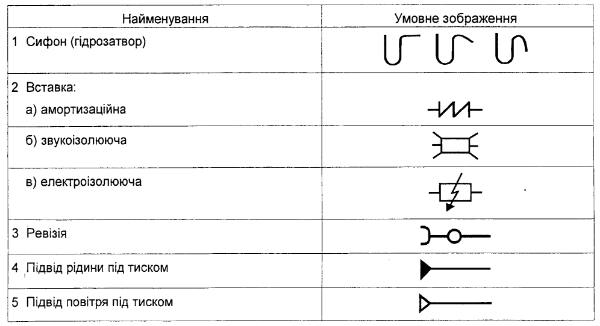 Найменування Умовне зображення
1 Сифон (гідрозатвор)
2 Вставка:
а) амортизаційна
б) звукоізолююча
в) електроізолююча
3 Ревізія
4 Підвід рідини під тиском
5 Підвід повітря під тиском